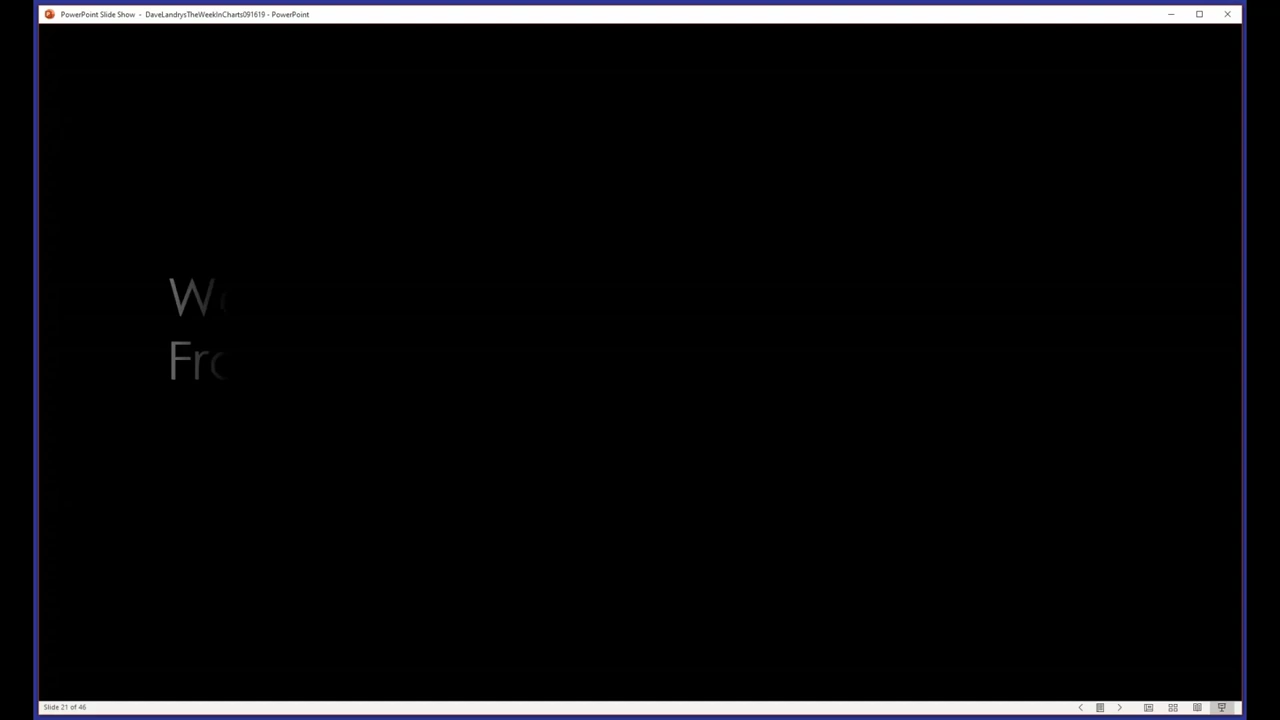 PowerPoint Slide Show - DaveLandrysTheWeekInCharts091619 - PowerPoint
Slide 21 of 46